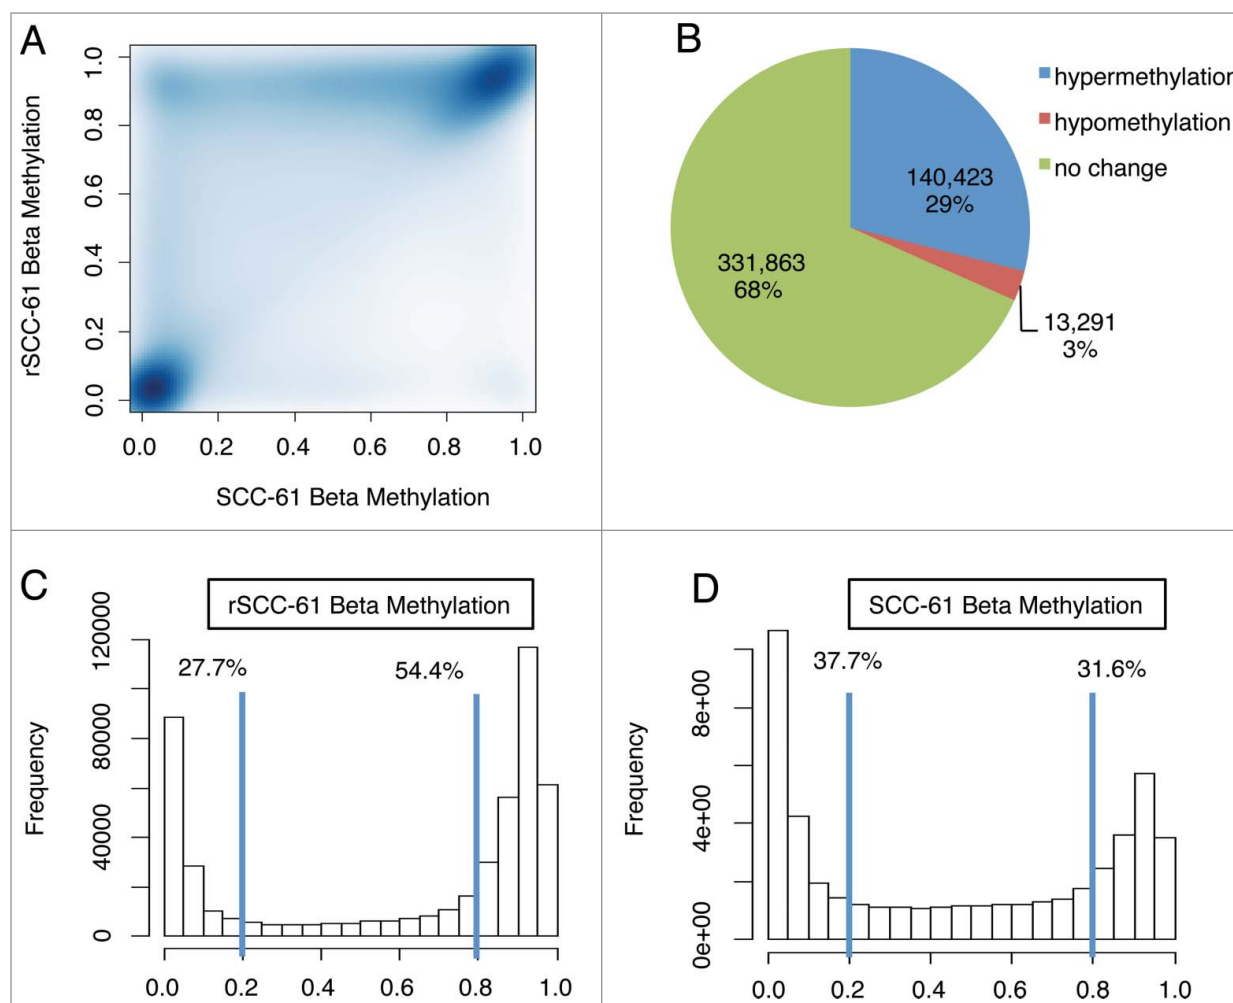 A
1.0
0.8
0.6
0.4
0.2
0.0
rSCC-61 Beta Methylation
0.0 0.2 0.4 0.6 0.8 1.0
SCC-61 Beta Methylation
B
hypermethylation
hypomethylation
no change
140,423
29%
331,863
68%
13,291
3%
C
rSCC-61 Beta Methylation
27.7%
54.4%
120000
80000
40000
0
Frequency
0.0 0.2 0.4 0.6 0.8 1.0
D
SCC-61 Beta Methylation
37.7%
31.6%
8e+00
4e+00
0e+00
Frequency
0.0 0.2 0.4 0.6 0.8 1.0